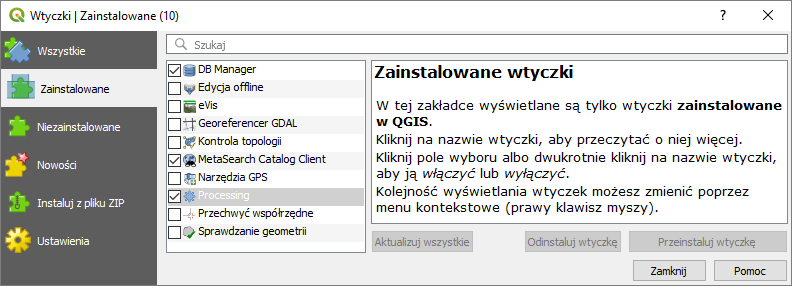 Wtyczki | Zainstalowane (10)
Wszystkie
Zainstalowane
Niezainstalowane
Nowości
Instaluj z pliku ZIP
Ustawienia
Szukaj
DB Manager
Edycja offline
eVis
Georeferencer GDAL
Kontrola topologii
MetaSearch Catalog Client
Narzędzia GPS
Processing
Przechwyć współrzędne
Sprawdzanie geometrii
Zainstalowane wtyczki
W tej zakładce wyświetlane są tylko wtyczki zainstalowane
w QGIS.
Kliknij na nazwie wtyczki, aby przeczytać o niej więcej.
Kliknij pole wyboru albo dwukrotnie kliknij na nazwie wtyczki,
aby ją włączyć lub wyłączyć.
Kolejność wyświetlania wtyczek możesz zmienić poprzez
menu kontekstowe (prawy klawisz myszy).
Aktualizuj wszystkie
Odinstaluj wtyczkę
Przeinstaluj wtyczkę
Zamknij
Pomoc